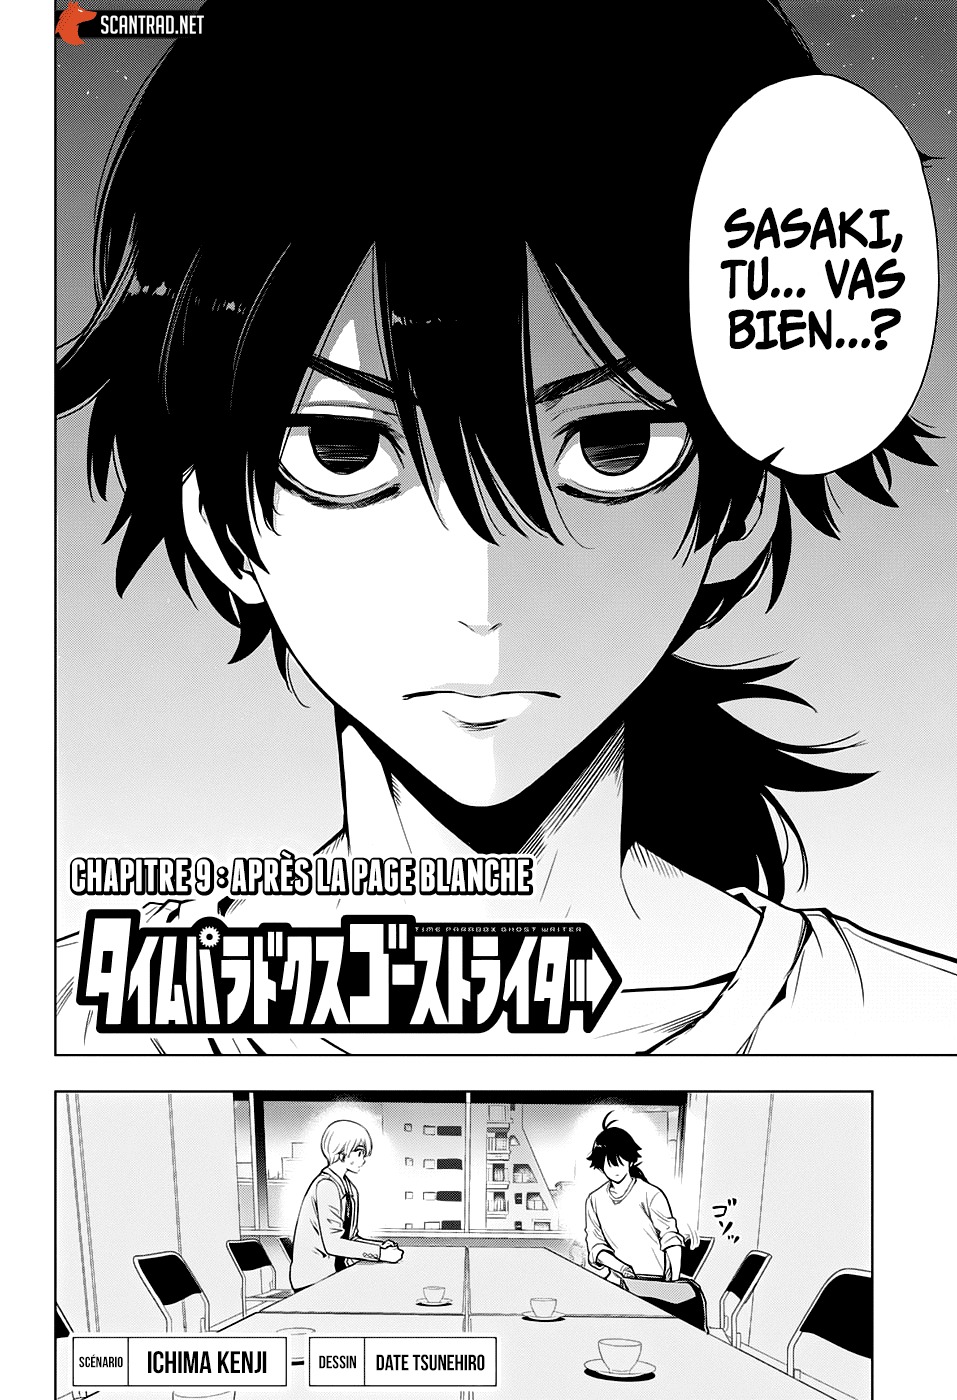 SCANTRAD.NET
SASAKI,
TU... VAS
BIEN...?
CHAPITRE 9 : APRÈS LA PAGE BLANCHE
TIME PARADOX GHOST WRITER
タイムパラドクスゴーストライター
ゴソッ
SCÉNARIO
ICHIMA KENJI
DESSIN
DATE TSUNEHIRO